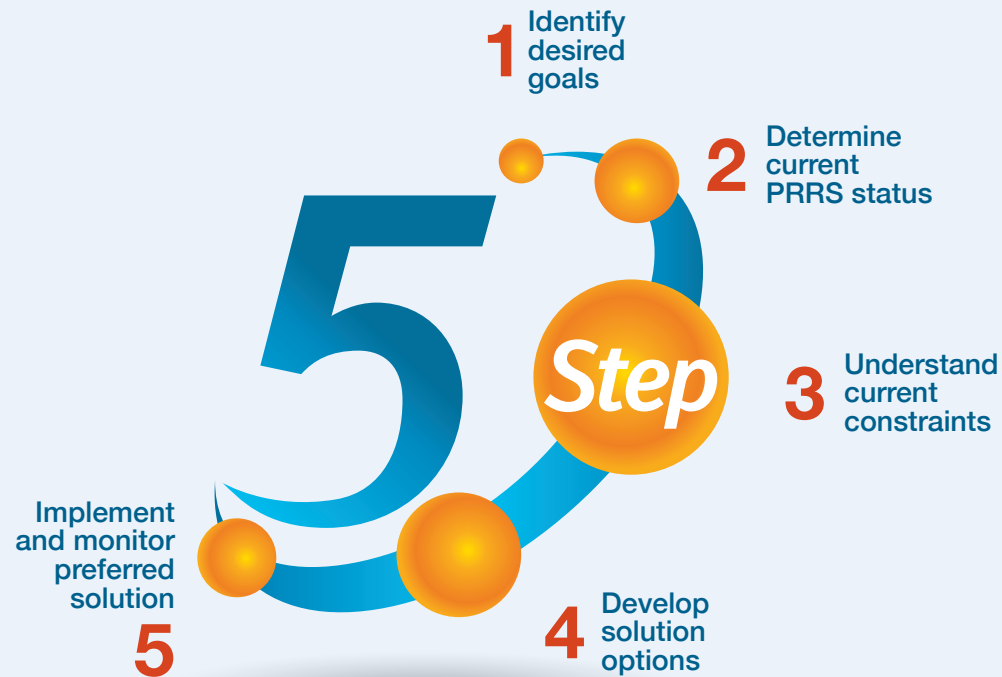 1
Identify
desired
goals
2
Determine
current
PRRS status
5
Step
3
Understand
current
constraints
4
Develop
solution
options
Implement
and monitor
preferred
solution
5